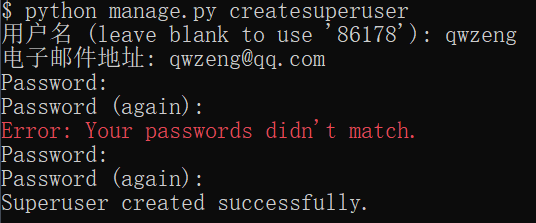 $ python manage.py createsuperuser
用户名 (leave blank to use '86178'): qwzeng
电子邮件地址: qwzeng@qq.com
Password:
Password (again):
Error: Your passwords didn't match.
Password:
Password (again):
Superuser created successfully.